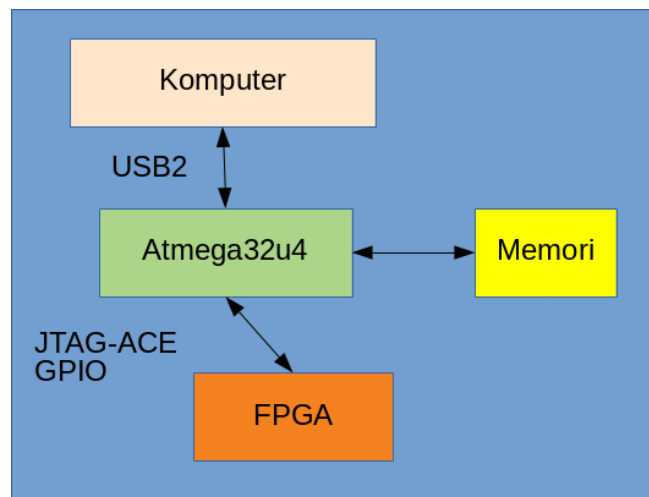 Komputer
USB2
Atmega32u4
Memori
JTAG-ACE
GPIO
FPGA